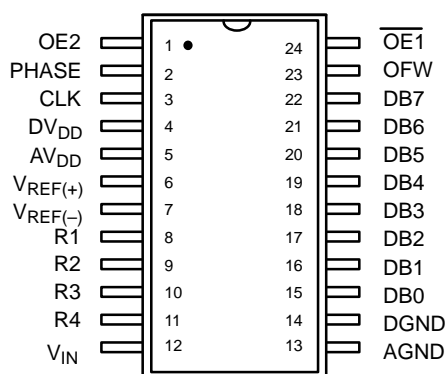 OE2 1 24 OE1
PHASE 2 23 OFW
CLK 3 22 DB7
DVDD 4 21 DB6
AVDD 5 20 DB5
VREF(+) 6 19 DB4
VREF(–) 7 18 DB3
R1 8 17 DB2
R2 9 16 DB1
R3 10 15 DB0
R4 11 14 DGND
VIN 12 13 AGND